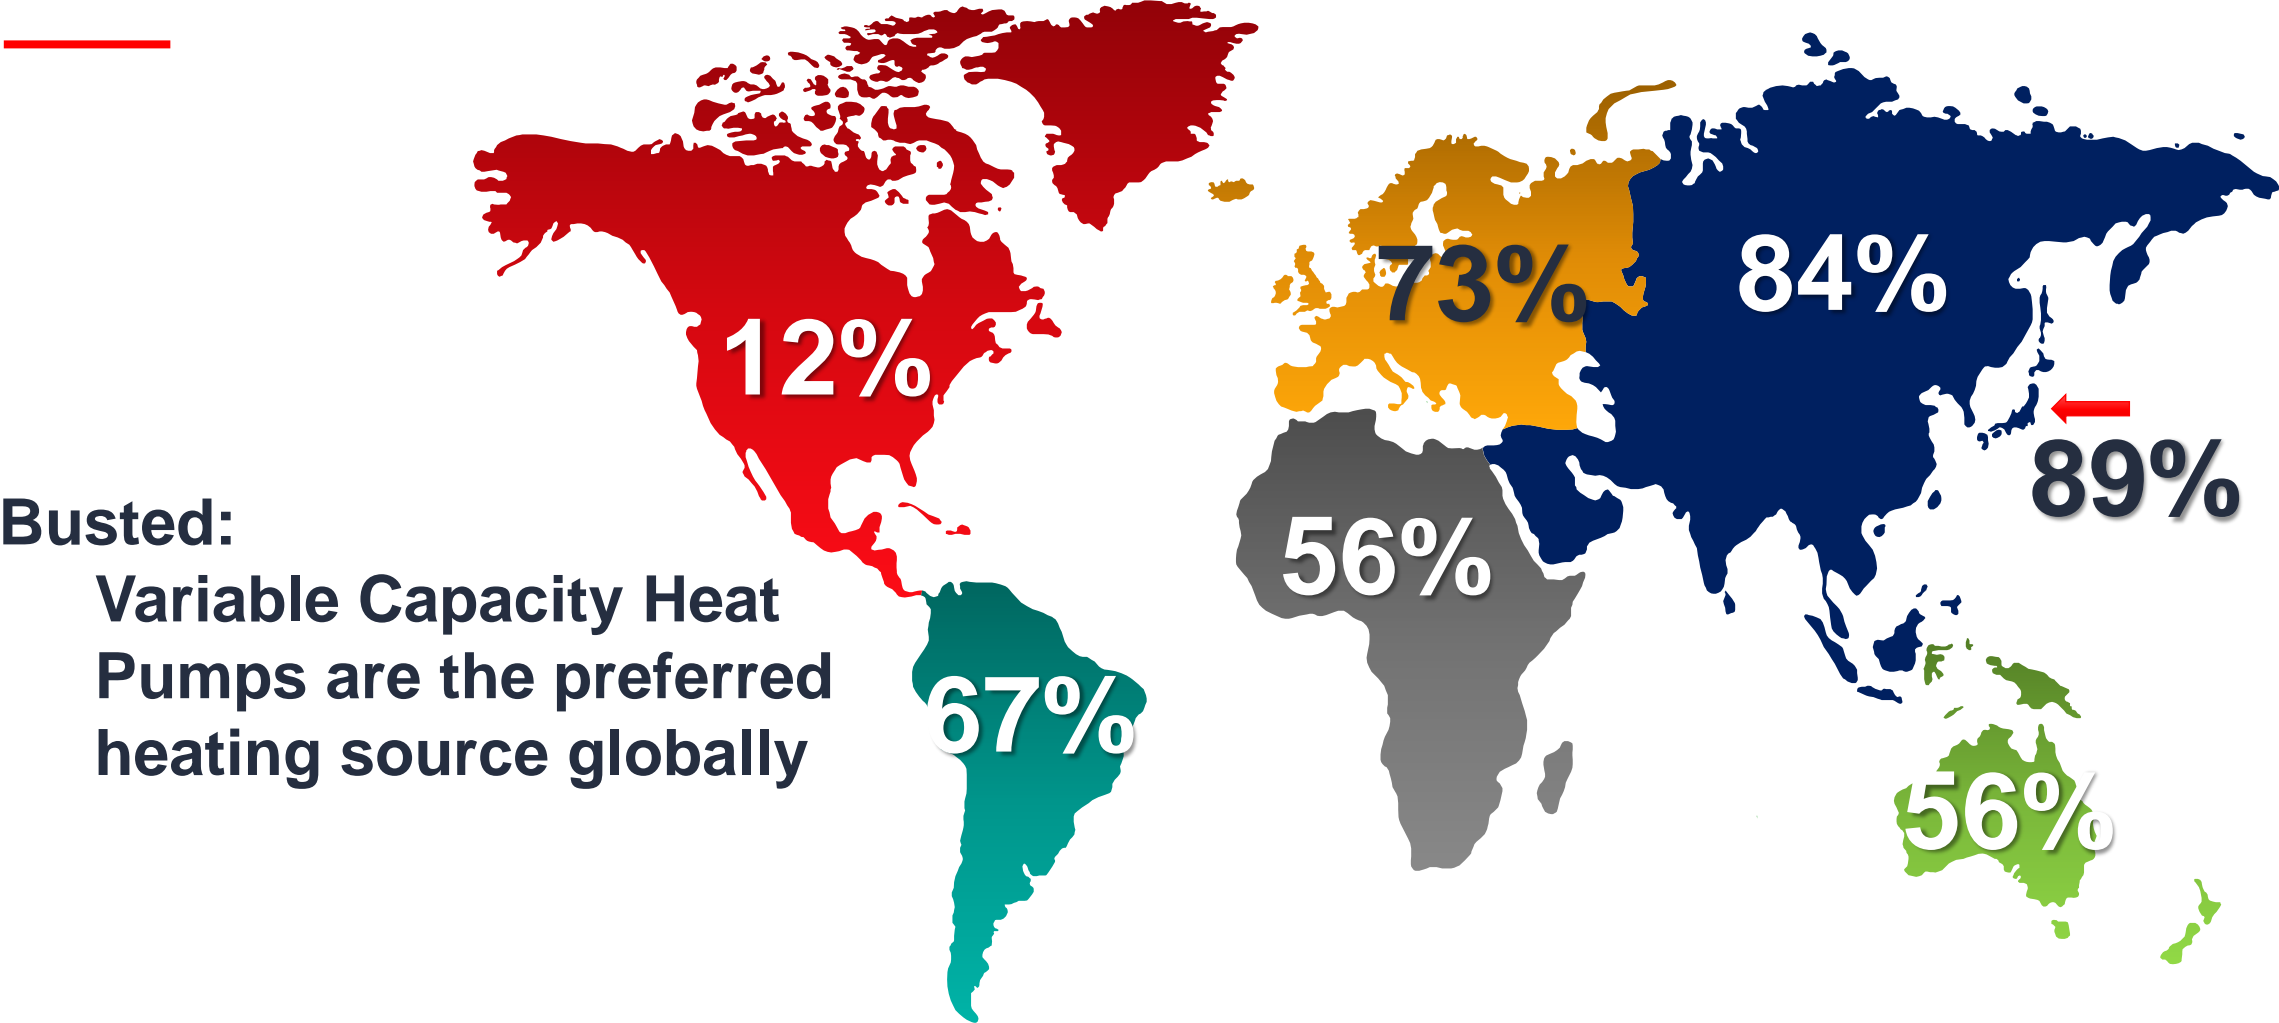 12%
73%
84%
89%
56%
67%
56%
Busted:
Variable Capacity Heat
Pumps are the preferred
heating source globally